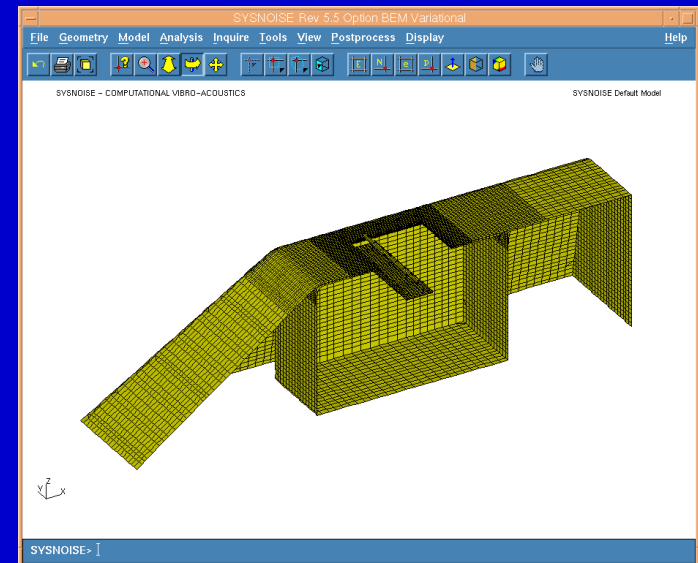 SYSNOISE Rev 5.5 Option BEM Variational
File Geometry Model Analysis Inquire Tools View Postprocess Display Help
SYSNOISE - COMPUTATIONAL VIBRO-ACOUSTICS SYSNOISE Default Model
Z
Y X
SYSNOISE>